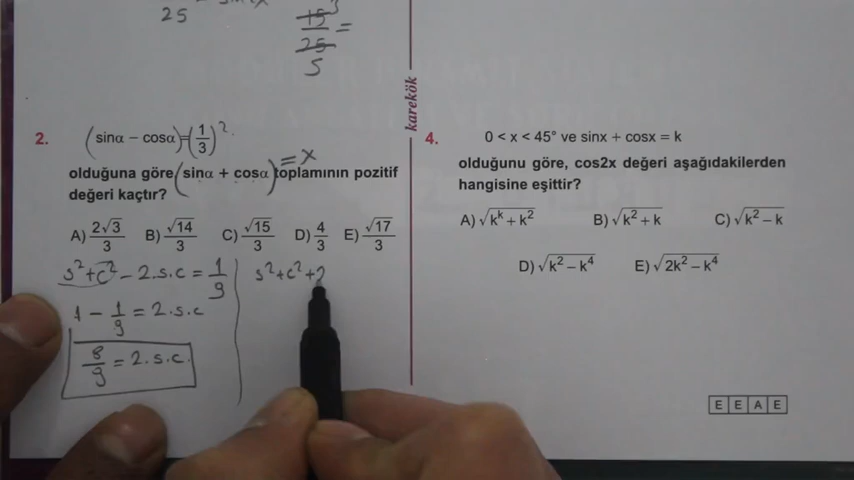 25
15 3
25
=
5
karekök
2. (sinα – cosα)=(1/3)²
olduğuna göre (sinα + cosα) = x toplamının pozitif
değeri kaçtır?
A) 2√3/3 B) √14/3 C) √15/3 D) 4/3 E) √17/3
s²+c² - 2.s.c = 1/9
1 - 1/9 = 2.s.c
8/9 = 2.s.c.
s²+c²+2
4. 0 < x < 45° ve sinx + cosx = k
olduğunu göre, cos2x değeri aşağıdakilerden
hangisine eşittir?
A) √(kᵏ + k²) B) √(k² + k) C) √(k² – k)
D) √(k² – k⁴) E) √(2k² – k⁴)
E E A E